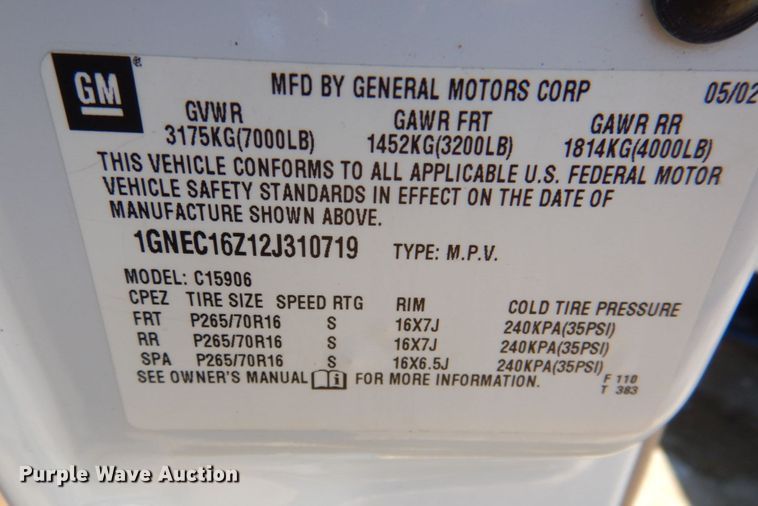 GM ®
MFD BY GENERAL MOTORS CORP 05/02
GVWR GAWR FRT GAWR RR
3175KG(7000LB) 1452KG(3200LB) 1814KG(4000LB)
THIS VEHICLE CONFORMS TO ALL APPLICABLE U.S. FEDERAL MOTOR
VEHICLE SAFETY STANDARDS IN EFFECT ON THE DATE OF
MANUFACTURE SHOWN ABOVE.
1GNEC16Z12J310719 TYPE: M.P.V.
MODEL: C15906
CPEZ TIRE SIZE SPEED RTG RIM COLD TIRE PRESSURE
FRT P265/70R16 S 16X7J 240KPA(35PSI)
RR P265/70R16 S 16X7J 240KPA(35PSI)
SPA P265/70R16 S 16X6.5J 240KPA(35PSI)
SEE OWNER'S MANUAL i FOR MORE INFORMATION. F 110
T 383
Purple Wave Auction